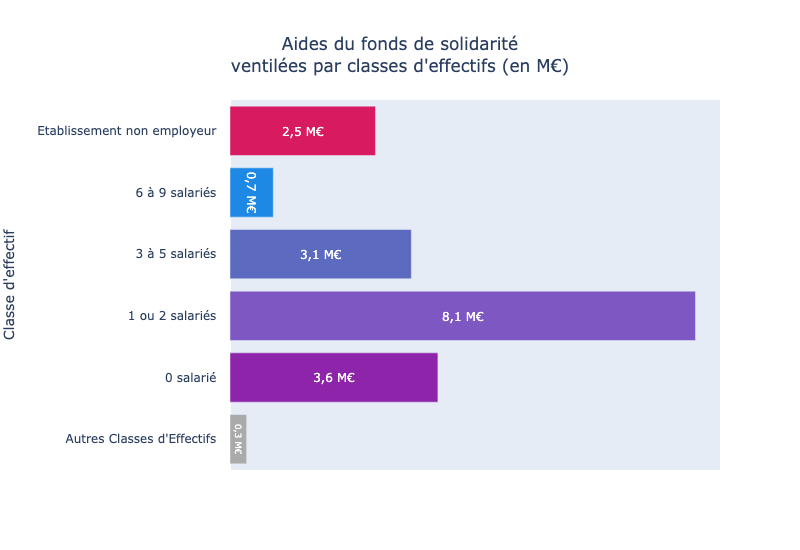 Aides du fonds de solidarité
ventilées par classes d'effectifs (en M€)
Classe d'effectif
Etablissement non employeur
2,5 M€
6 à 9 salariés
0,7 M€
3 à 5 salariés
3,1 M€
1 ou 2 salariés
8,1 M€
0 salarié
3,6 M€
Autres Classes d'Effectifs
0,3 M€